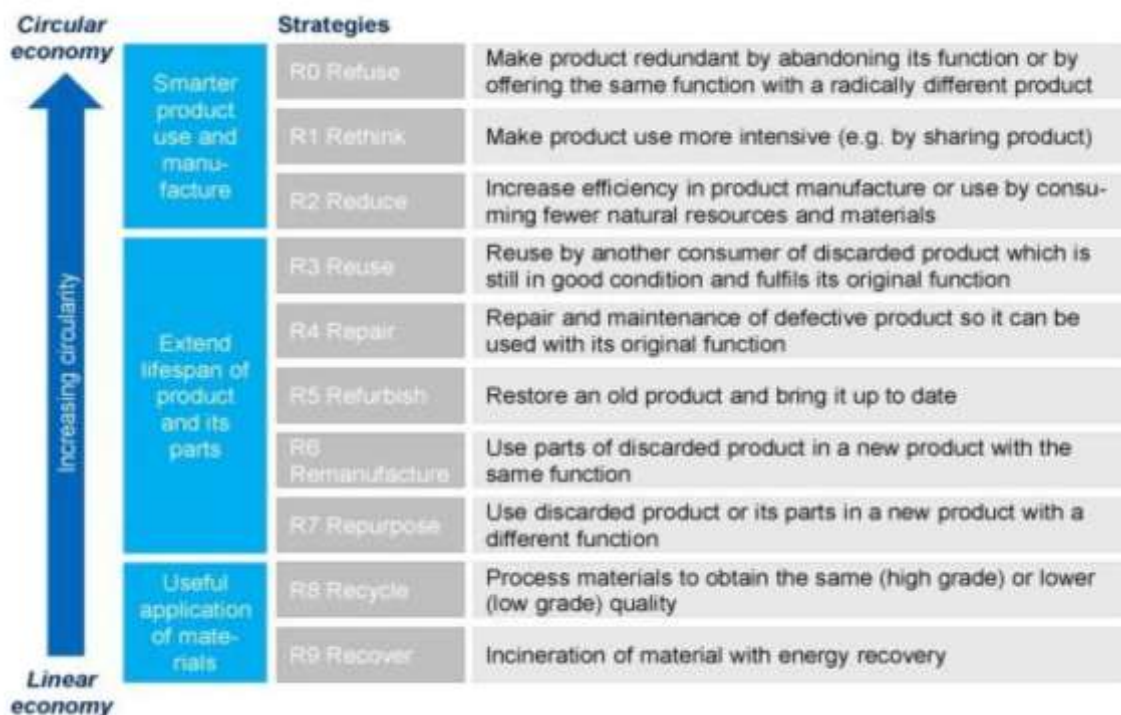 Circular
economy
Strategies
Increasing circularity
Linear
economy
Smarter
product
use and
manu-
facture
R0 Refuse
Make product redundant by abandoning its function or by
offering the same function with a radically different product
R1 Rethink
Make product use more intensive (e.g. by sharing product)
R2 Reduce
Increase efficiency in product manufacture or use by consu-
ming fewer natural resources and materials
Extend
lifespan of
product
and its
parts
R3 Reuse
Reuse by another consumer of discarded product which is
still in good condition and fulfils its original function
R4 Repair
Repair and maintenance of defective product so it can be
used with its original function
R5 Refurbish
Restore an old product and bring it up to date
R6
Remanufacture
Use parts of discarded product in a new product with the
same function
R7 Repurpose
Use discarded product or its parts in a new product with a
different function
Useful
application
of mate-
rials
R8 Recycle
Process materials to obtain the same (high grade) or lower
(low grade) quality
R9 Recover
Incineration of material with energy recovery